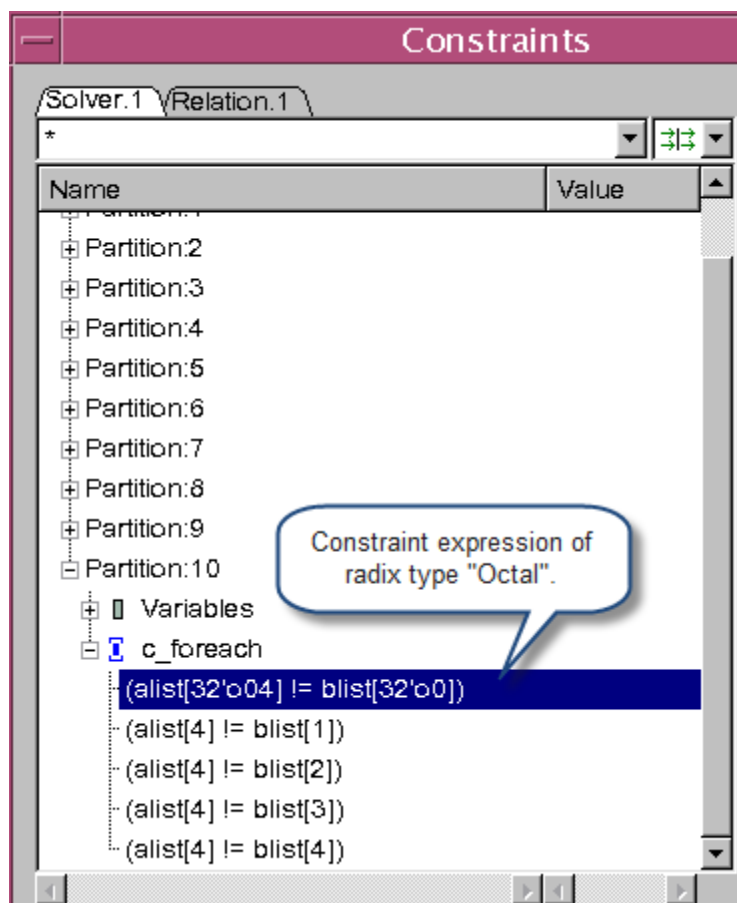 Constraints
Solver.1 Relation.1
*
Name Value
Partition:2
Partition:3
Partition:4
Partition:5
Partition:6
Partition:7
Partition:8
Partition:9
Constraint expression of
radix type "Octal".
Partition:10
Variables
c_foreach
(alist[32'o04] != blist[32'o0])
(alist[4] != blist[1])
(alist[4] != blist[2])
(alist[4] != blist[3])
(alist[4] != blist[4])